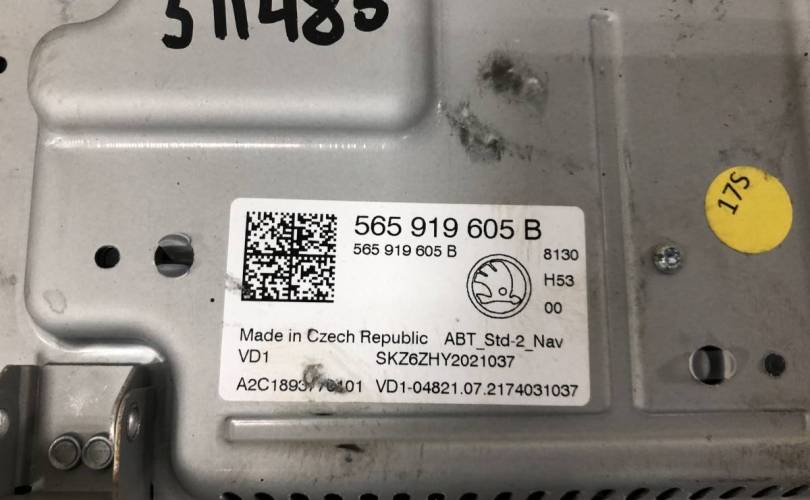 311485
17S
565 919 605 B
565 919 605 B
8130
H53
00
Made in Czech Republic ABT_Std-2_Nav
VD1 SKZ6ZHY2021037
VD1-04821.07.2174031037